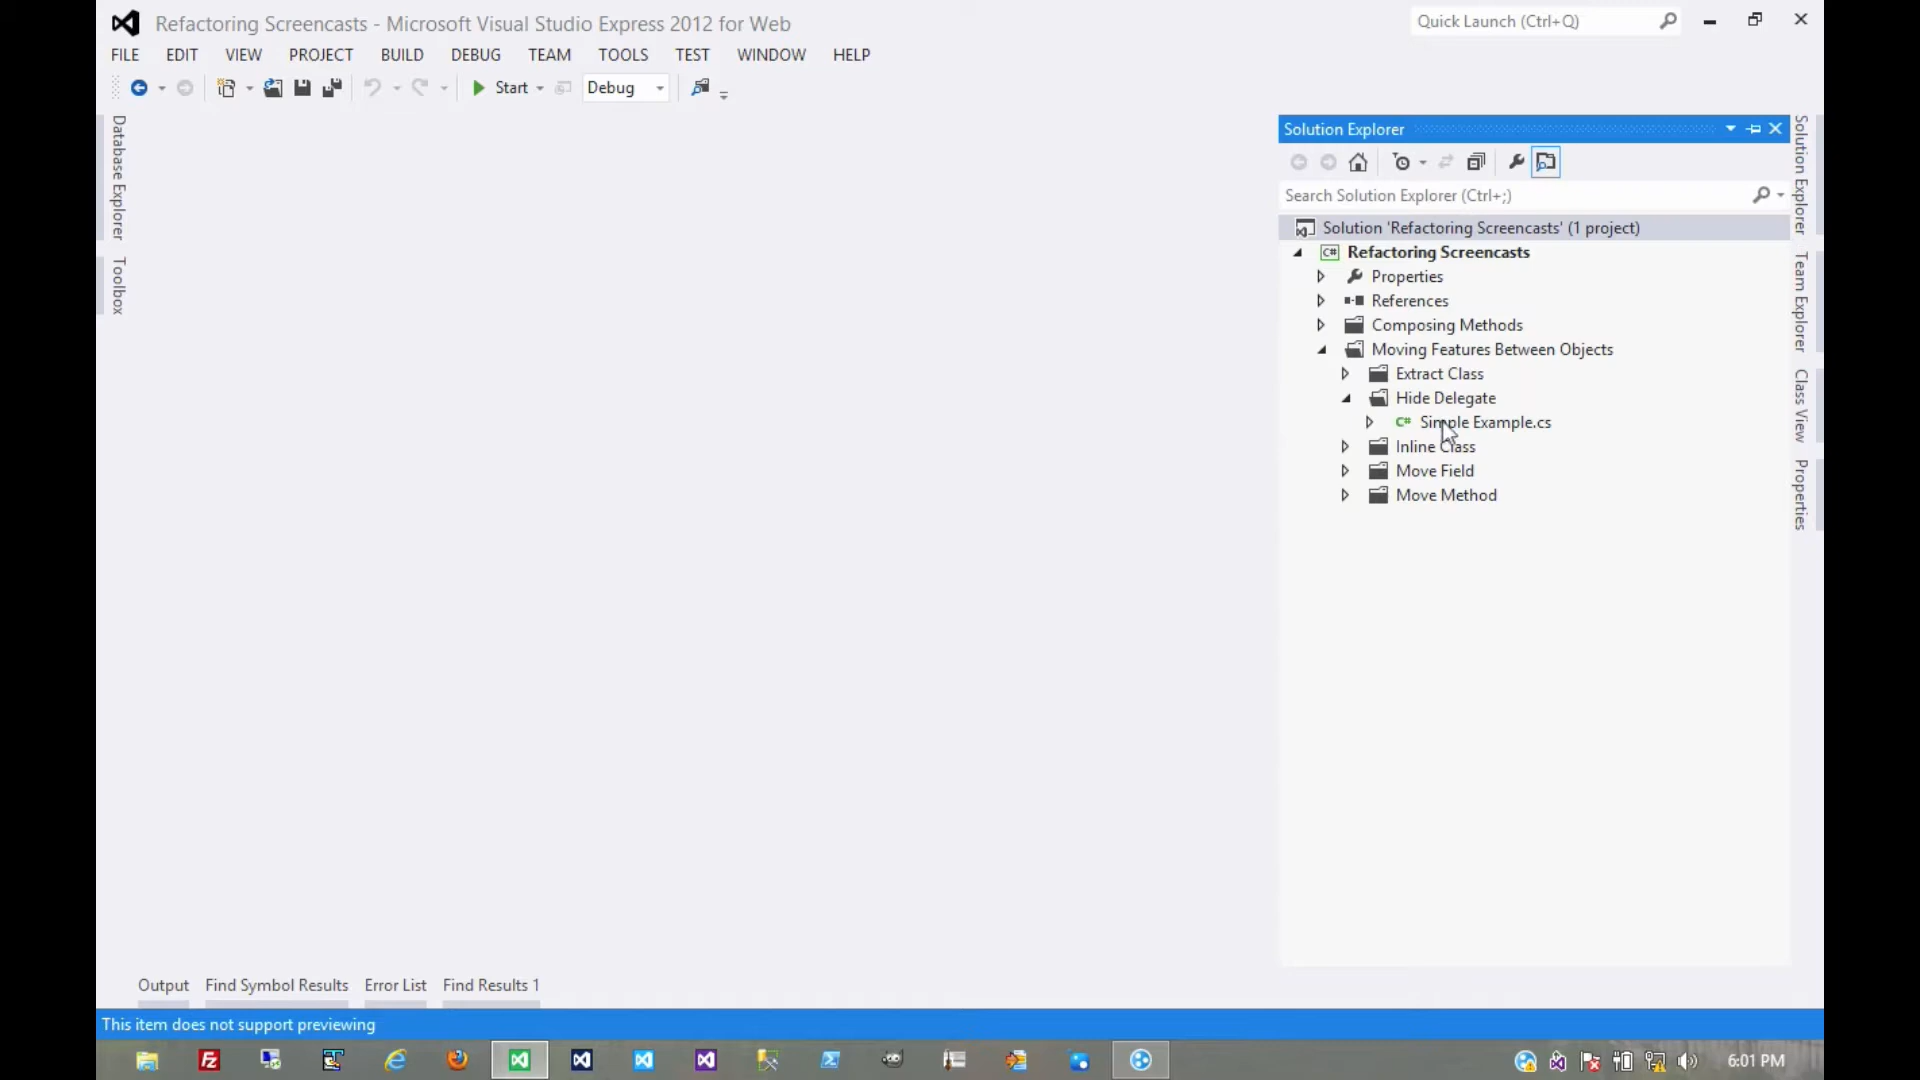 Refactoring Screencasts - Microsoft Visual Studio Express 2012 for Web
Quick Launch (Ctrl+Q)
FILE EDIT VIEW PROJECT BUILD DEBUG TEAM TOOLS TEST WINDOW HELP
Start Debug
Database Explorer
Toolbox
Solution Explorer
Search Solution Explorer (Ctrl+;)
Solution 'Refactoring Screencasts' (1 project)
C# Refactoring Screencasts
Properties
References
Composing Methods
Moving Features Between Objects
Extract Class
Hide Delegate
C# Simple Example.cs
Inline Class
Move Field
Move Method
Solution Explorer
Team Explorer
Class View
Properties
Output Find Symbol Results Error List Find Results 1
This item does not support previewing
6:01 PM